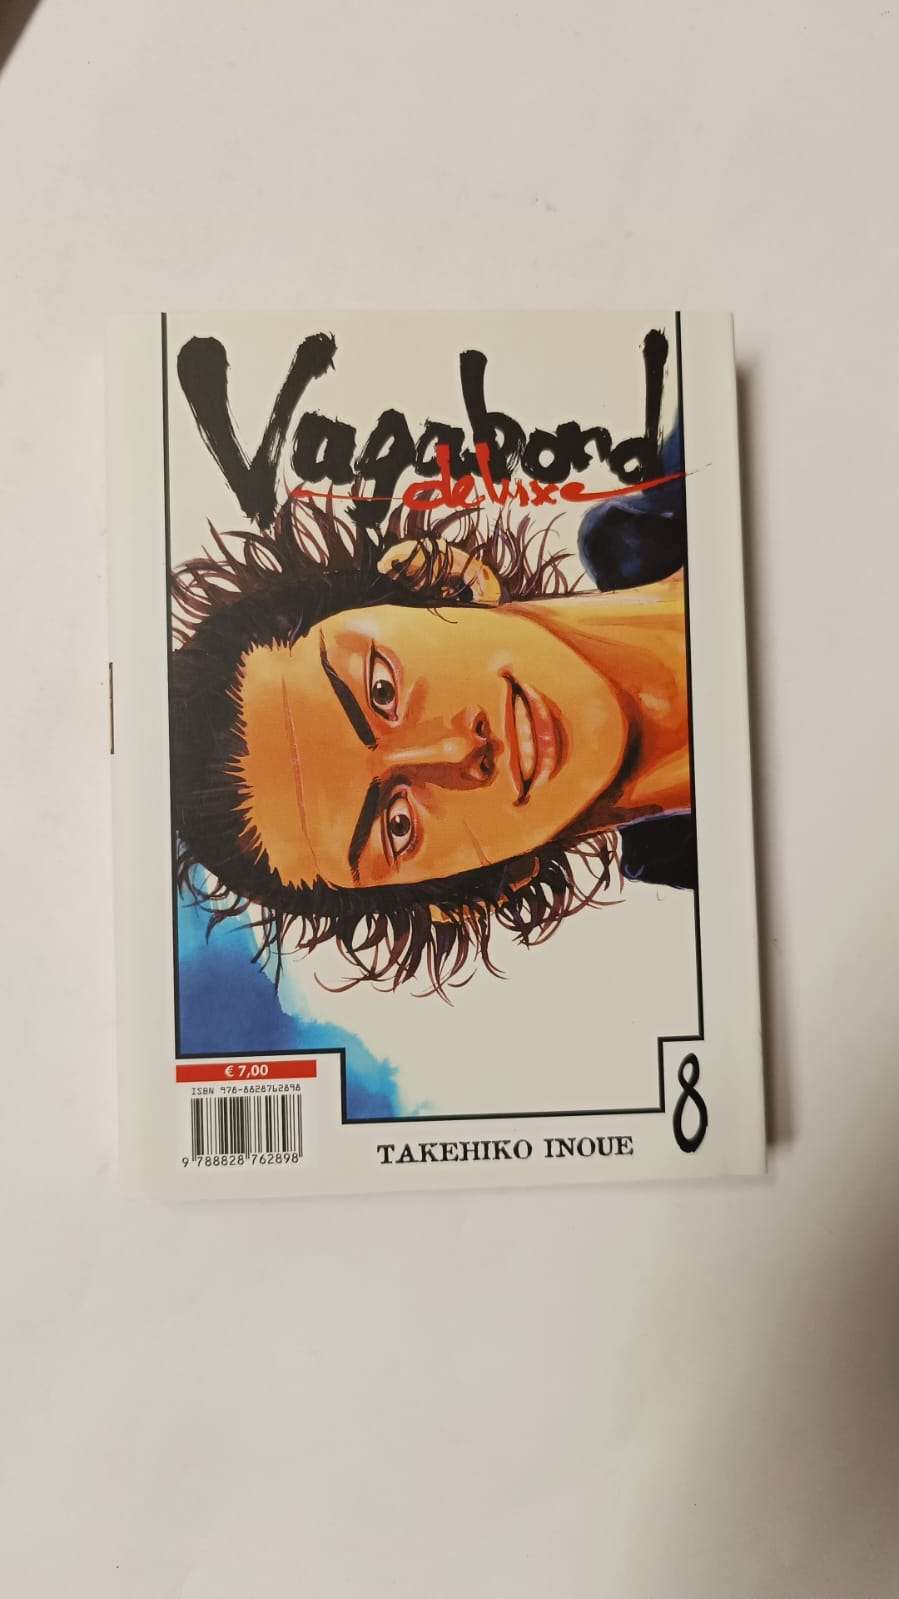 Vagabond
deluxe
€ 7,00
ISBN 978-8828762898
9 788828 762898
TAKEHIKO INOUE
8